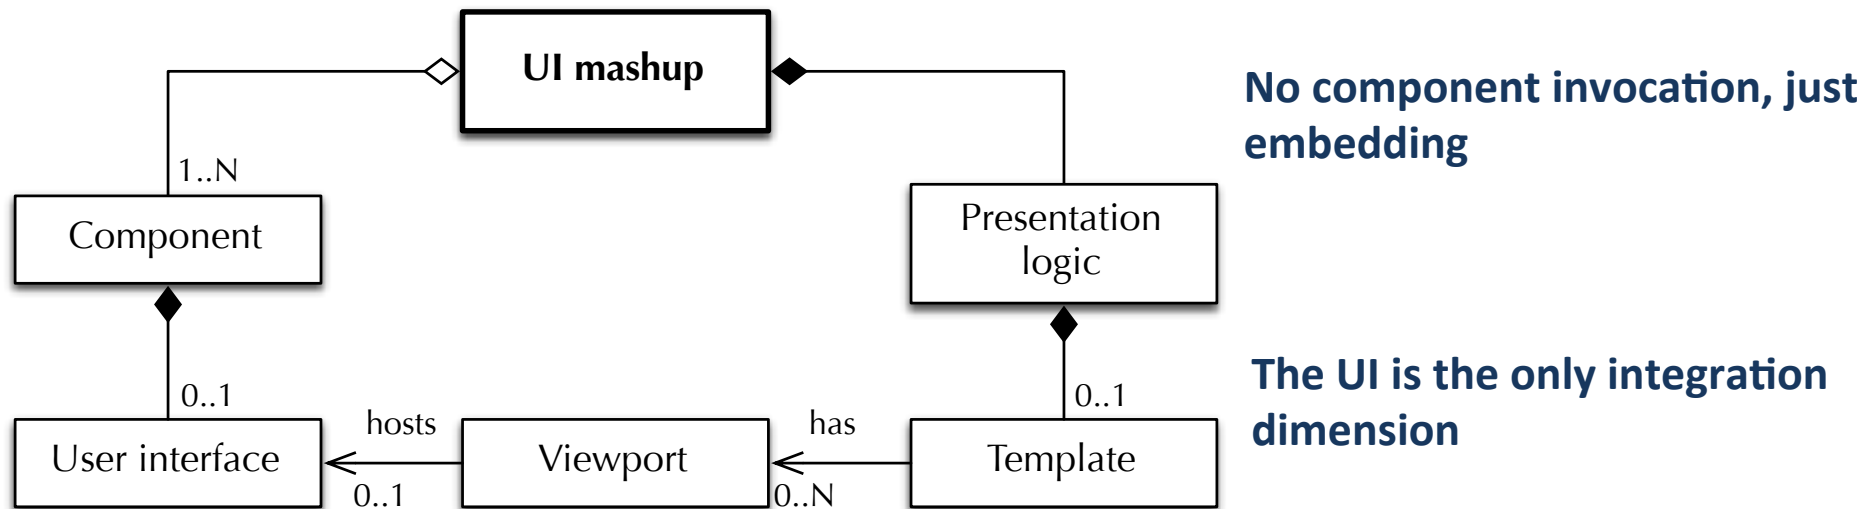 UI mashup
No component invocation, just
embedding
1..N
Component
Presentation
logic
0..1
0..1
The UI is the only integration
dimension
User interface
hosts
0..1
Viewport
has
0..N
Template